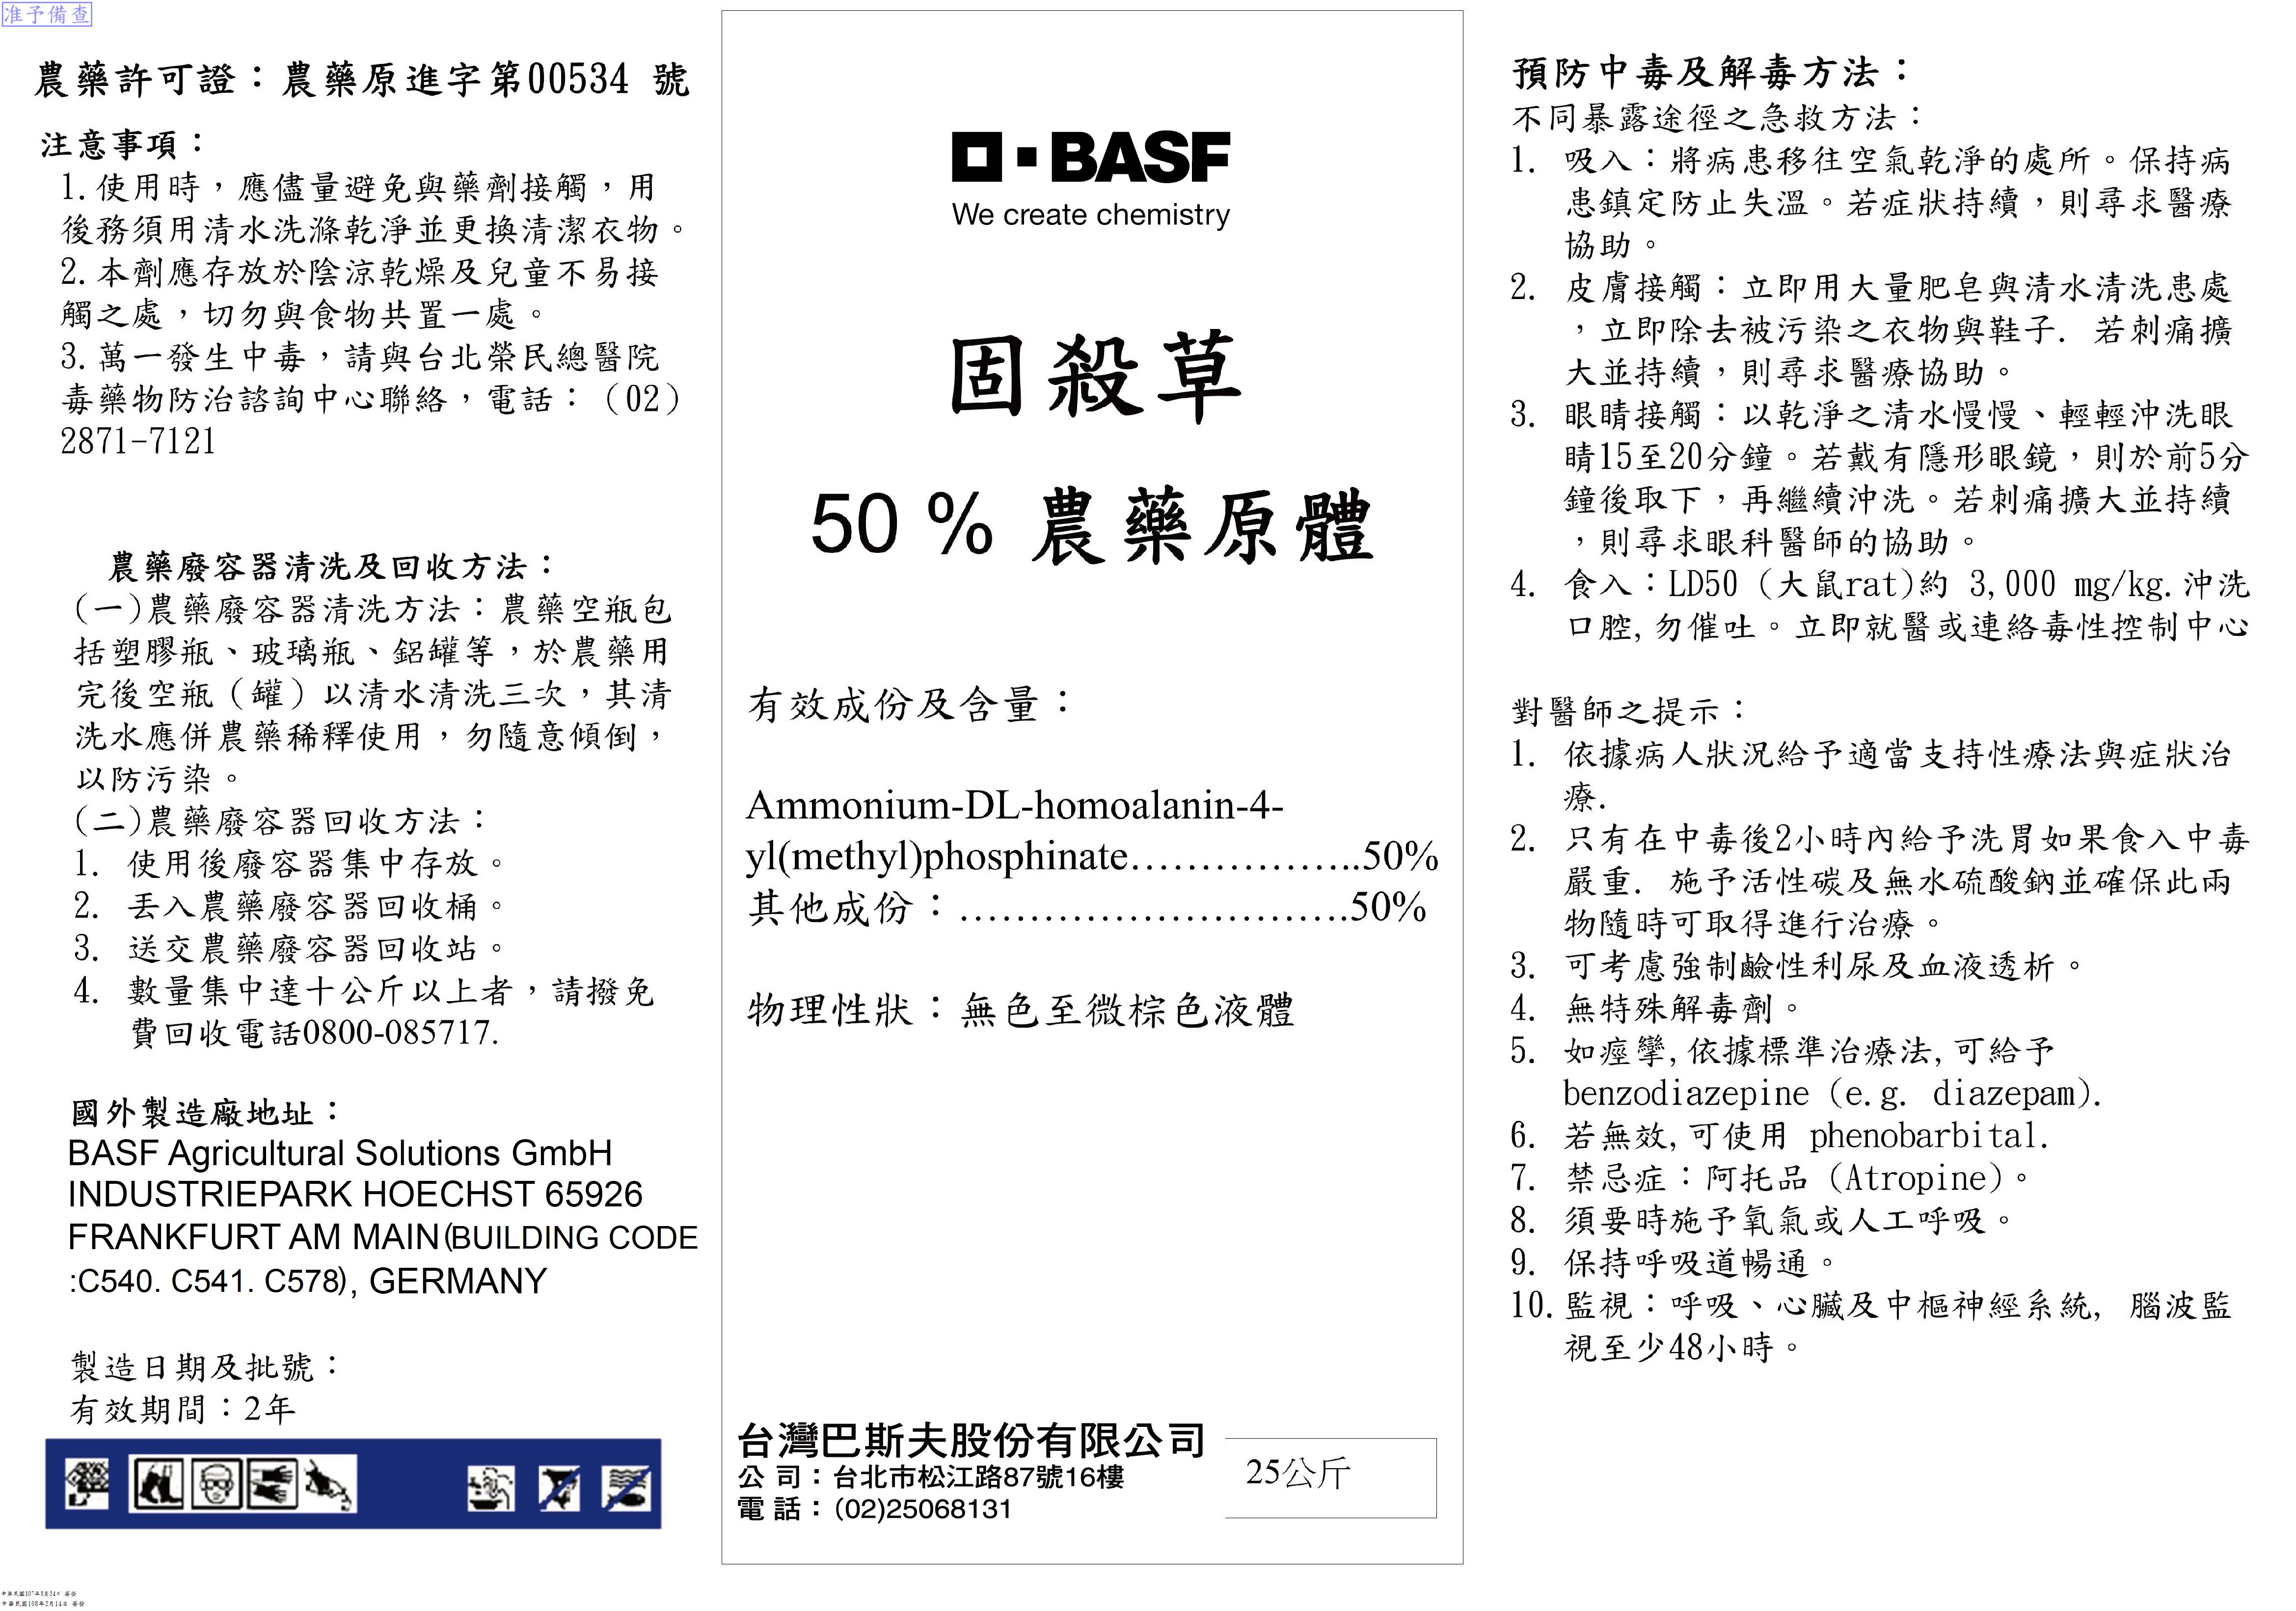 准予備查
農藥許可證：農藥原進字第00534 號
注意事項：
1.使用時，應儘量避免與藥劑接觸，用
後務須用清水洗滌乾淨並更換清潔衣物。
2.本劑應存放於陰涼乾燥及兒童不易接
觸之處，切勿與食物共置一處。
3.萬一發生中毒，請與台北榮民總醫院
毒藥物防治諮詢中心聯絡，電話：（02）
2871-7121
農藥廢容器清洗及回收方法：
(一)農藥廢容器清洗方法：農藥空瓶包
括塑膠瓶、玻璃瓶、鋁罐等，於農藥用
完後空瓶（罐）以清水清洗三次，其清
洗水應併農藥稀釋使用，勿隨意傾倒，
以防污染。
(二)農藥廢容器回收方法：
1. 使用後廢容器集中存放。
2. 丟入農藥廢容器回收桶。
3. 送交農藥廢容器回收站。
4. 數量集中達十公斤以上者，請撥免
費回收電話0800-085717.
國外製造廠地址：
BASF Agricultural Solutions GmbH
INDUSTRIEPARK HOECHST 65926
FRANKFURT AM MAIN(BUILDING CODE
:C540. C541. C578), GERMANY
製造日期及批號：
有效期間：2年
中華民國107年8月24日 簽發
中華民國108年2月14日 簽發
BASF
We create chemistry
固殺草
50 % 農藥原體
有效成份及含量：
Ammonium-DL-homoalanin-4-
yl(methyl)phosphinate……………..50%
其他成份：……………………….50%
物理性狀：無色至微棕色液體
台灣巴斯夫股份有限公司
公 司：台北市松江路87號16樓
電 話：(02)25068131
25公斤
預防中毒及解毒方法：
不同暴露途徑之急救方法：
1. 吸入：將病患移往空氣乾淨的處所。保持病
患鎮定防止失溫。若症狀持續，則尋求醫療
協助。
2. 皮膚接觸：立即用大量肥皂與清水清洗患處
，立即除去被污染之衣物與鞋子. 若刺痛擴
大並持續，則尋求醫療協助。
3. 眼睛接觸：以乾淨之清水慢慢、輕輕沖洗眼
睛15至20分鐘。若戴有隱形眼鏡，則於前5分
鐘後取下，再繼續沖洗。若刺痛擴大並持續
，則尋求眼科醫師的協助。
4. 食入：LD50 (大鼠rat)約 3,000 mg/kg.沖洗
口腔,勿催吐。立即就醫或連絡毒性控制中心
對醫師之提示：
1. 依據病人狀況給予適當支持性療法與症狀治
療.
2. 只有在中毒後2小時內給予洗胃如果食入中毒
嚴重. 施予活性碳及無水硫酸鈉並確保此兩
物隨時可取得進行治療。
3. 可考慮強制鹼性利尿及血液透析。
4. 無特殊解毒劑。
5. 如痙攣,依據標準治療法,可給予
benzodiazepine (e.g. diazepam).
6. 若無效,可使用 phenobarbital.
7. 禁忌症：阿托品 (Atropine)。
8. 須要時施予氧氣或人工呼吸。
9. 保持呼吸道暢通。
10.監視：呼吸、心臟及中樞神經系統, 腦波監
視至少48小時。